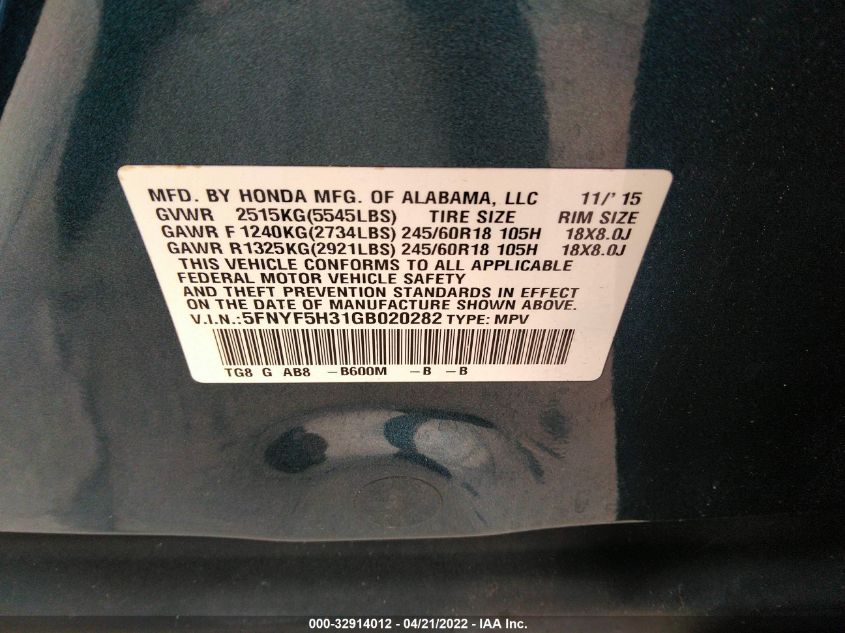 MFD. BY HONDA MFG. OF ALABAMA, LLC 11/' 15
GVWR 2515KG(5545LBS) TIRE SIZE RIM SIZE
GAWR F 1240KG(2734LBS) 245/60R18 105H 18X8.0J
GAWR R1325KG(2921LBS) 245/60R18 105H 18X8.0J
THIS VEHICLE CONFORMS TO ALL APPLICABLE
FEDERAL MOTOR VEHICLE SAFETY
AND THEFT PREVENTION STANDARDS IN EFFECT
ON THE DATE OF MANUFACTURE SHOWN ABOVE.
V.I.N.:5FNYF5H31GB020282 TYPE: MPV
TG8 G AB8 -B600M -B -B
000-32914012 - 04/21/2022 - IAA Inc.